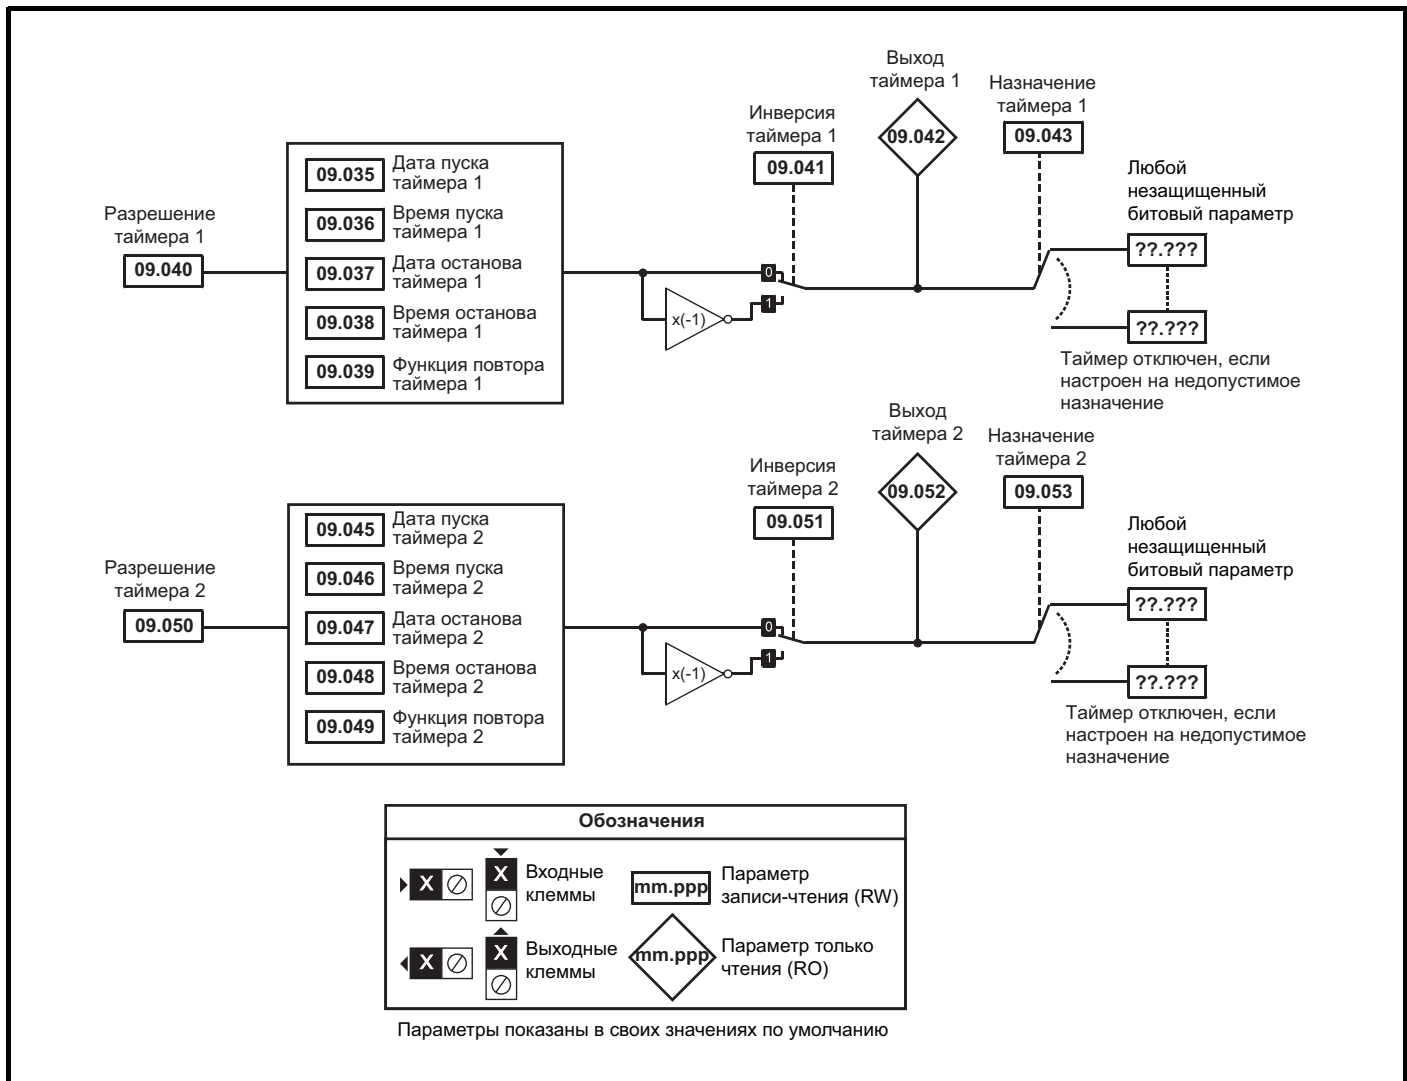 Выход
таймера 1
Назначение
таймера 1
Инверсия
таймера 1
09.042
09.043
09.041
Любой
незащищенный
битовый параметр
??.???
??.???
Таймер отключен, если
настроен на недопустимое
назначение
Разрешение
таймера 1
09.040
09.035
Дата пуска
таймера 1
09.036
Время пуска
таймера 1
09.037
Дата останова
таймера 1
09.038
Время останова
таймера 1
09.039
Функция повтора
таймера 1
0
1
x(-1)
Выход
таймера 2
Назначение
таймера 2
Инверсия
таймера 2
09.052
09.053
09.051
Любой
незащищенный
битовый параметр
??.???
??.???
Таймер отключен, если
настроен на недопустимое
назначение
Разрешение
таймера 2
09.050
09.045
Дата пуска
таймера 2
09.046
Время пуска
таймера 2
09.047
Дата останова
таймера 2
09.048
Время останова
таймера 2
09.049
Функция повтора
таймера 2
0
1
x(-1)
Обозначения
X
X
Входные
клеммы
mm.ppp
Параметр
записи-чтения (RW)
X
X
Выходные
клеммы
mm.ppp
Параметр только
чтения (RO)
Параметры показаны в своих значениях по умолчанию